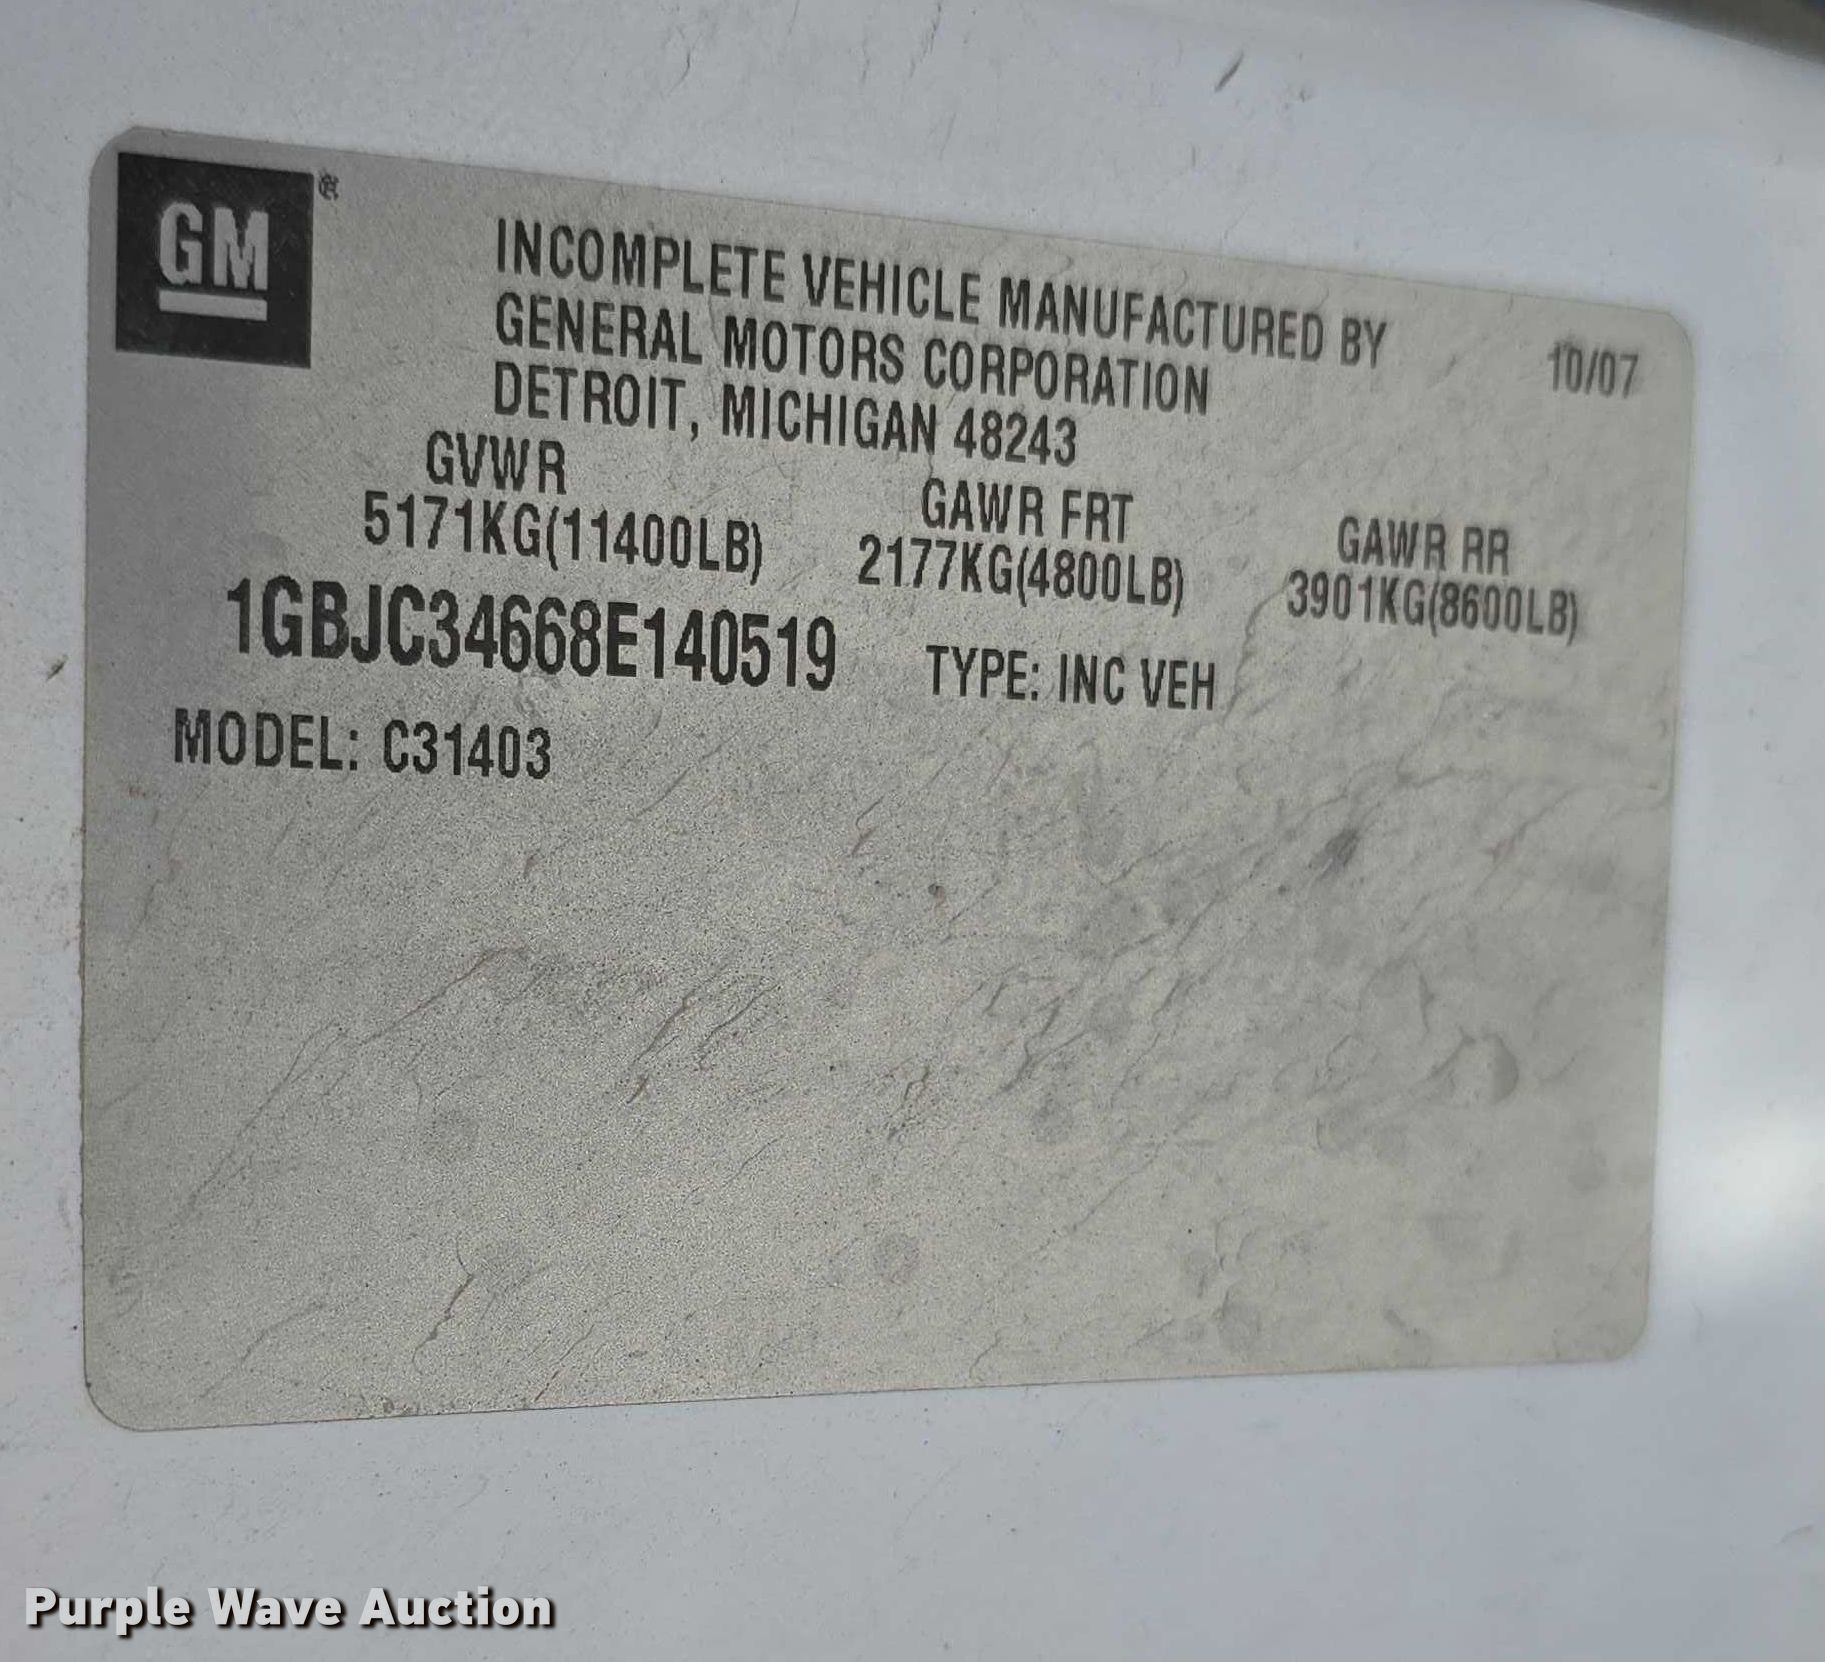 GM®
INCOMPLETE VEHICLE MANUFACTURED BY
GENERAL MOTORS CORPORATION
DETROIT, MICHIGAN 48243
10/07
GVWR
5171KG(11400LB)
GAWR FRT
2177KG(4800LB)
GAWR RR
3901KG(8600LB)
1GBJC34668E140519
TYPE: INC VEH
MODEL: C31403
Purple Wave Auction